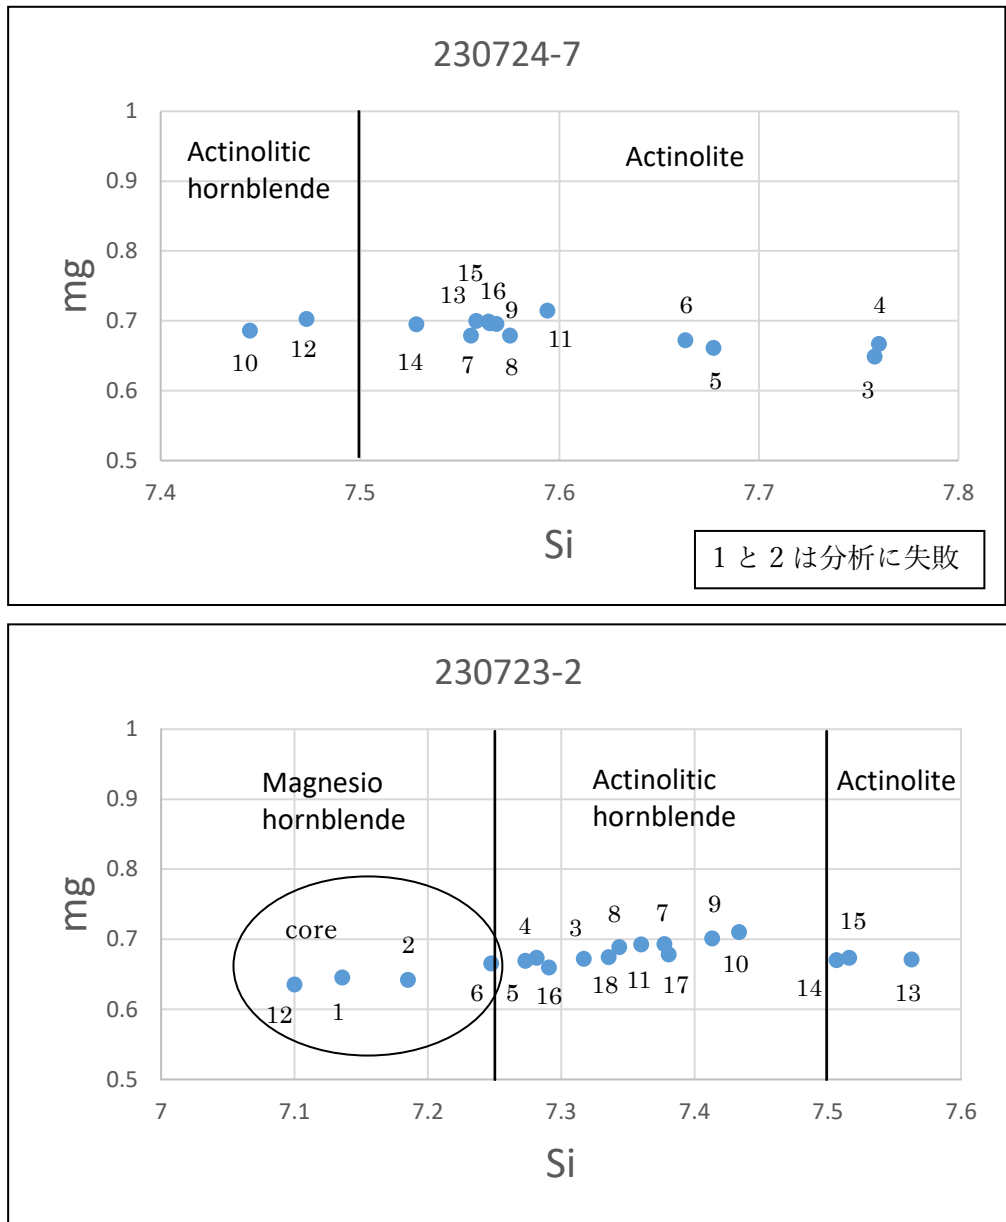 230724-7
1
Actinolitic
hornblende
Actinolite
0.9
0.8
mg
15
13 16
9
6
4
0.7
10
12
14
7
8
11
5
3
0.6
0.5
7.4 7.5 7.6 7.7 7.8
Si
1 と 2 は分析に失敗
230723-2
1
Magnesio
hornblende
Actinolitic
hornblende
Actinolite
0.9
0.8
mg
core
2
4
3
8
7
9
15
0.7
12
1
6
5
16
18
11
17
10
14
13
0.6
0.5
7 7.1 7.2 7.3 7.4 7.5 7.6
Si